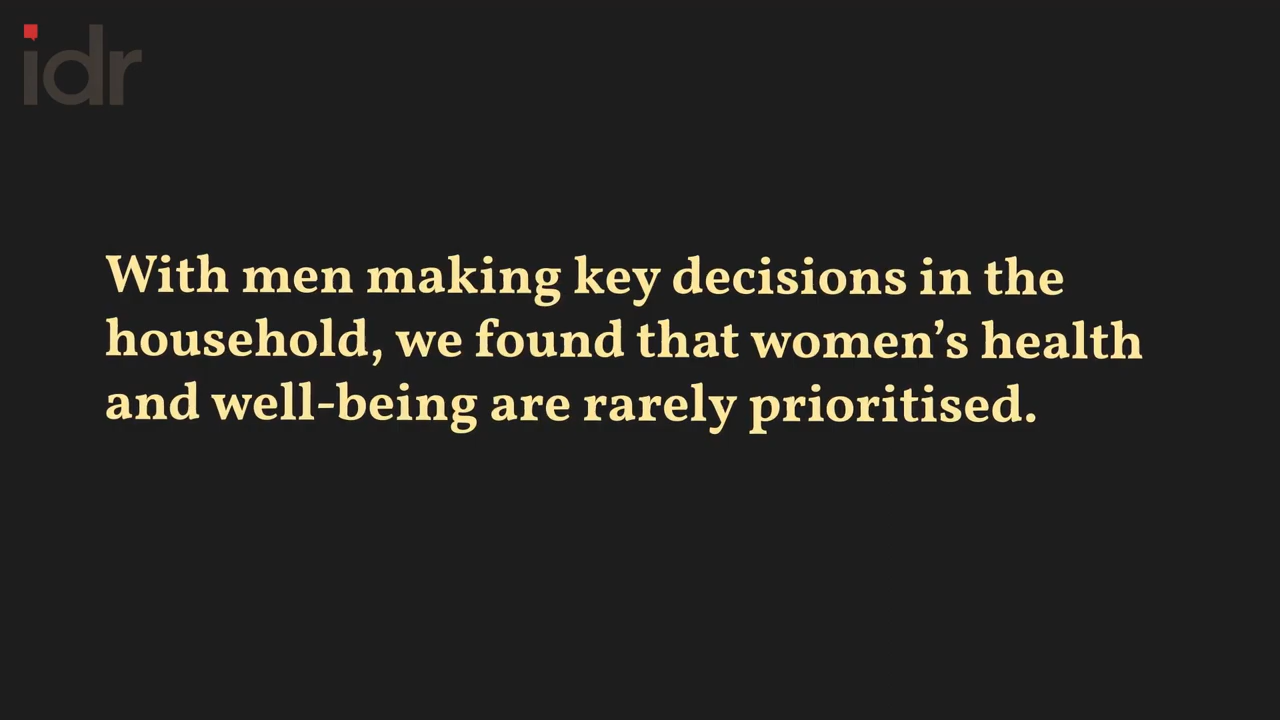 idr
With men making key decisions in the
household, we found that women’s health
and well-being are rarely prioritised.